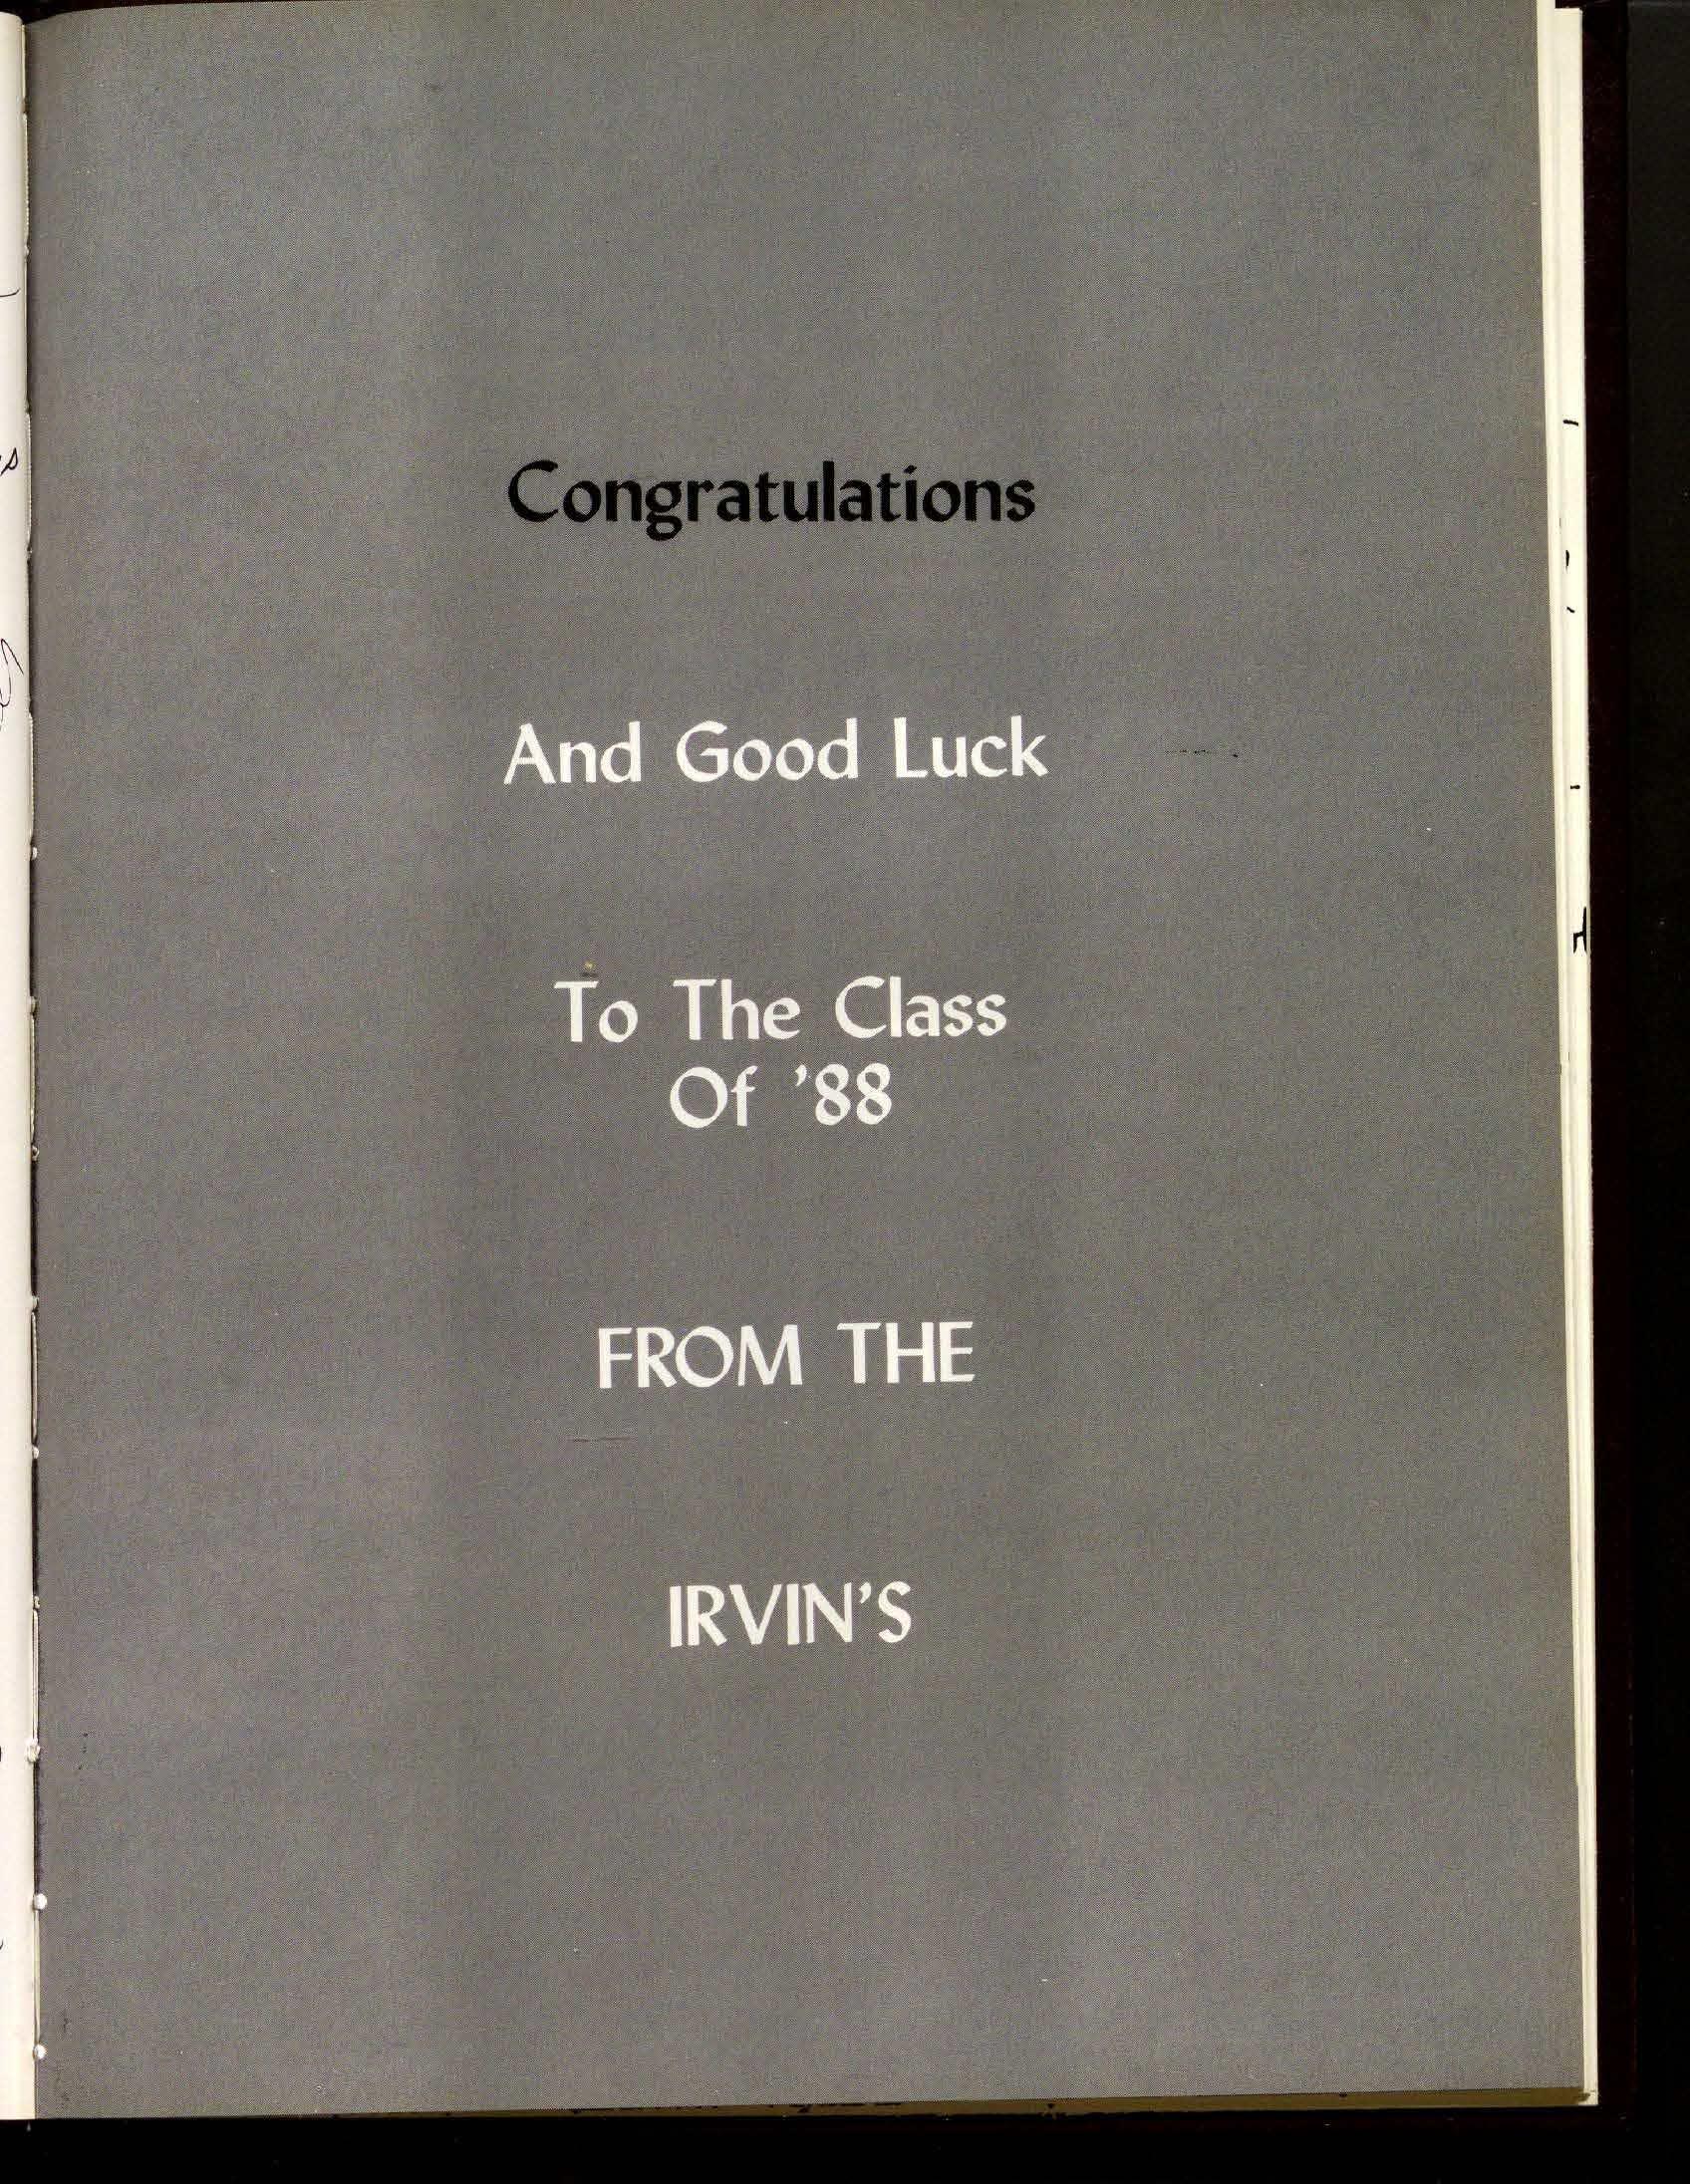 Congratulations
And Good Luck
To The Class
Of '88
FROM THE
IRVIN'S